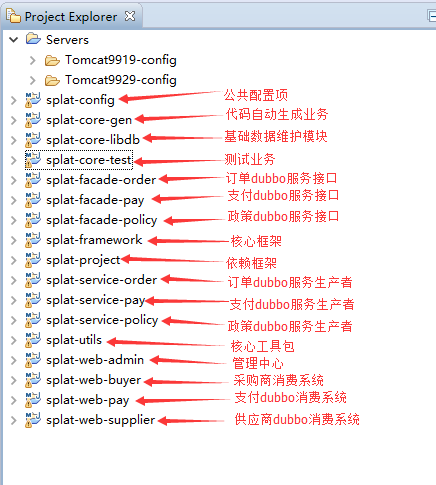 Project Explorer
Servers
Tomcat9919-config
Tomcat9929-config
splat-config 公共配置项
splat-core-gen 代码自动生成业务
splat-core-libdb 基础数据维护模块
splat-core-test 测试业务
splat-facade-order 订单dubbo服务接口
splat-facade-pay 支付dubbo服务接口
splat-facade-policy 政策dubbo服务接口
splat-framework 核心框架
splat-project 依赖框架
splat-service-order 订单dubbo服务生产者
splat-service-pay 支付dubbo服务生产者
splat-service-policy 政策dubbo服务生产者
splat-utils 核心工具包
splat-web-admin 管理中心
splat-web-buyer 采购商消费系统
splat-web-pay 支付dubbo消费系统
splat-web-supplier 供应商dubbo消费系统